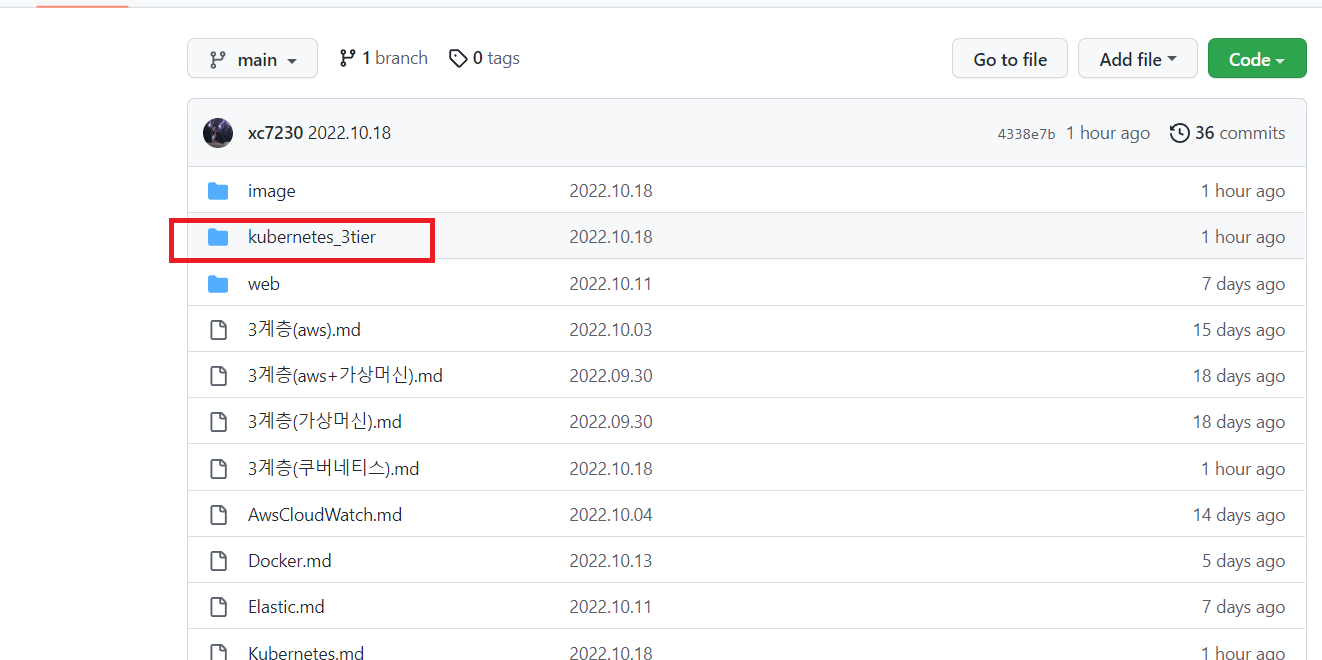 main 1 branch 0 tags Go to file Add file Code
xc7230 2022.10.18 4338e7b 1 hour ago 36 commits
image 2022.10.18 1 hour ago
kubernetes_3tier 2022.10.18 1 hour ago
web 2022.10.11 7 days ago
3계층(aws).md 2022.10.03 15 days ago
3계층(aws+가상머신).md 2022.09.30 18 days ago
3계층(가상머신).md 2022.09.30 18 days ago
3계층(쿠버네티스).md 2022.10.18 1 hour ago
AwsCloudWatch.md 2022.10.04 14 days ago
Docker.md 2022.10.13 5 days ago
Elastic.md 2022.10.11 7 days ago
Kubernetes.md 2022.10.18 1 hour ago